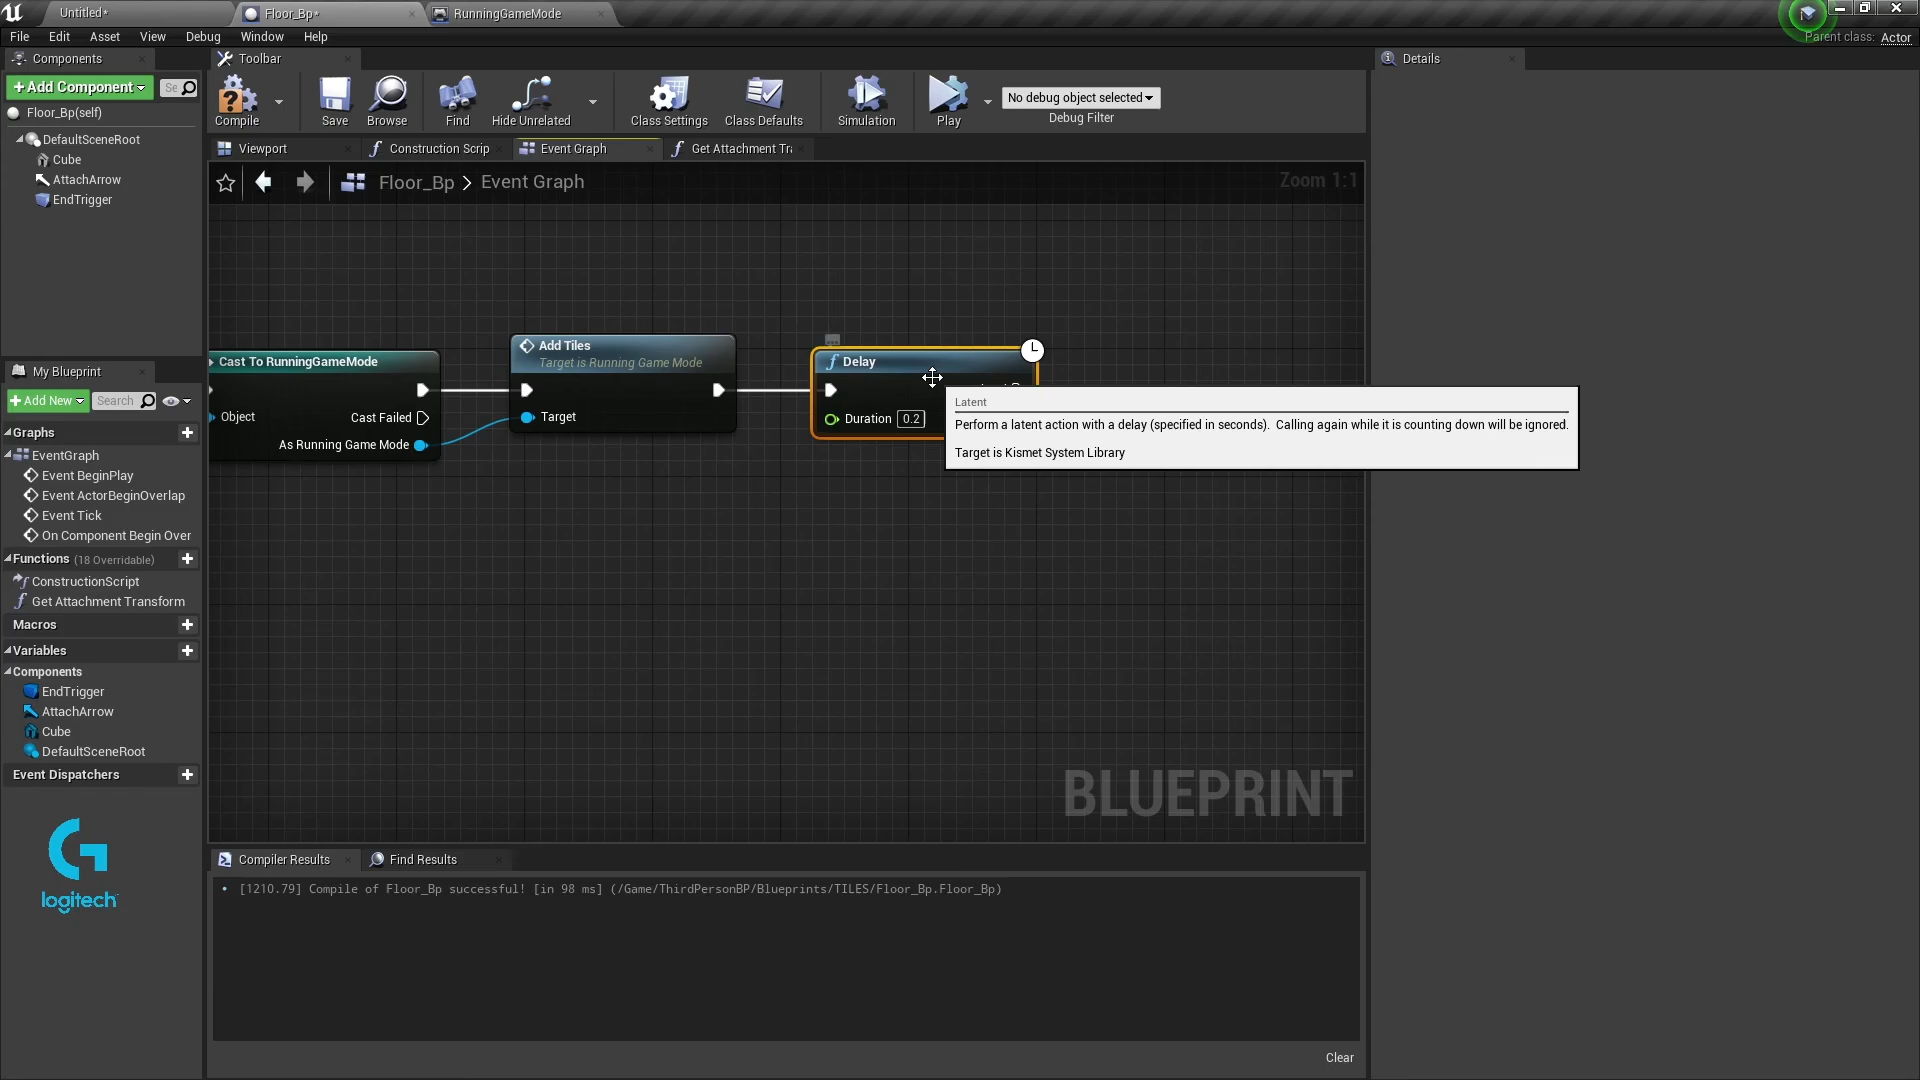 Untitled*
Floor_Bp*
RunningGameMode
File Edit Asset View Debug Window Help
Parent class: Actor
Components
Toolbar
Details
+Add Component
Se
Floor_Bp(self)
DefaultSceneRoot
Cube
AttachArrow
EndTrigger
Compile
Save
Browse
Find
Hide Unrelated
Class Settings
Class Defaults
Simulation
Play
No debug object selected
Debug Filter
Viewport
Construction Scrip
Event Graph
Get Attachment Tra
Floor_Bp > Event Graph
Zoom 1:1
Cast To RunningGameMode
Object
Cast Failed
As Running Game Mode
Add Tiles
Target is Running Game Mode
Target
Delay
Duration 0.2
Latent
Perform a latent action with a delay (specified in seconds). Calling again while it is counting down will be ignored.
Target is Kismet System Library
My Blueprint
+Add New
Search
Graphs
EventGraph
Event BeginPlay
Event ActorBeginOverlap
Event Tick
On Component Begin Over
Functions (18 Overridable)
ConstructionScript
Get Attachment Transform
Macros
Variables
Components
EndTrigger
AttachArrow
Cube
DefaultSceneRoot
Event Dispatchers
logitech
BLUEPRINT
Compiler Results
Find Results
[1210.79] Compile of Floor_Bp successful! [in 98 ms] (/Game/ThirdPersonBP/Blueprints/TILES/Floor_Bp.Floor_Bp)
Clear